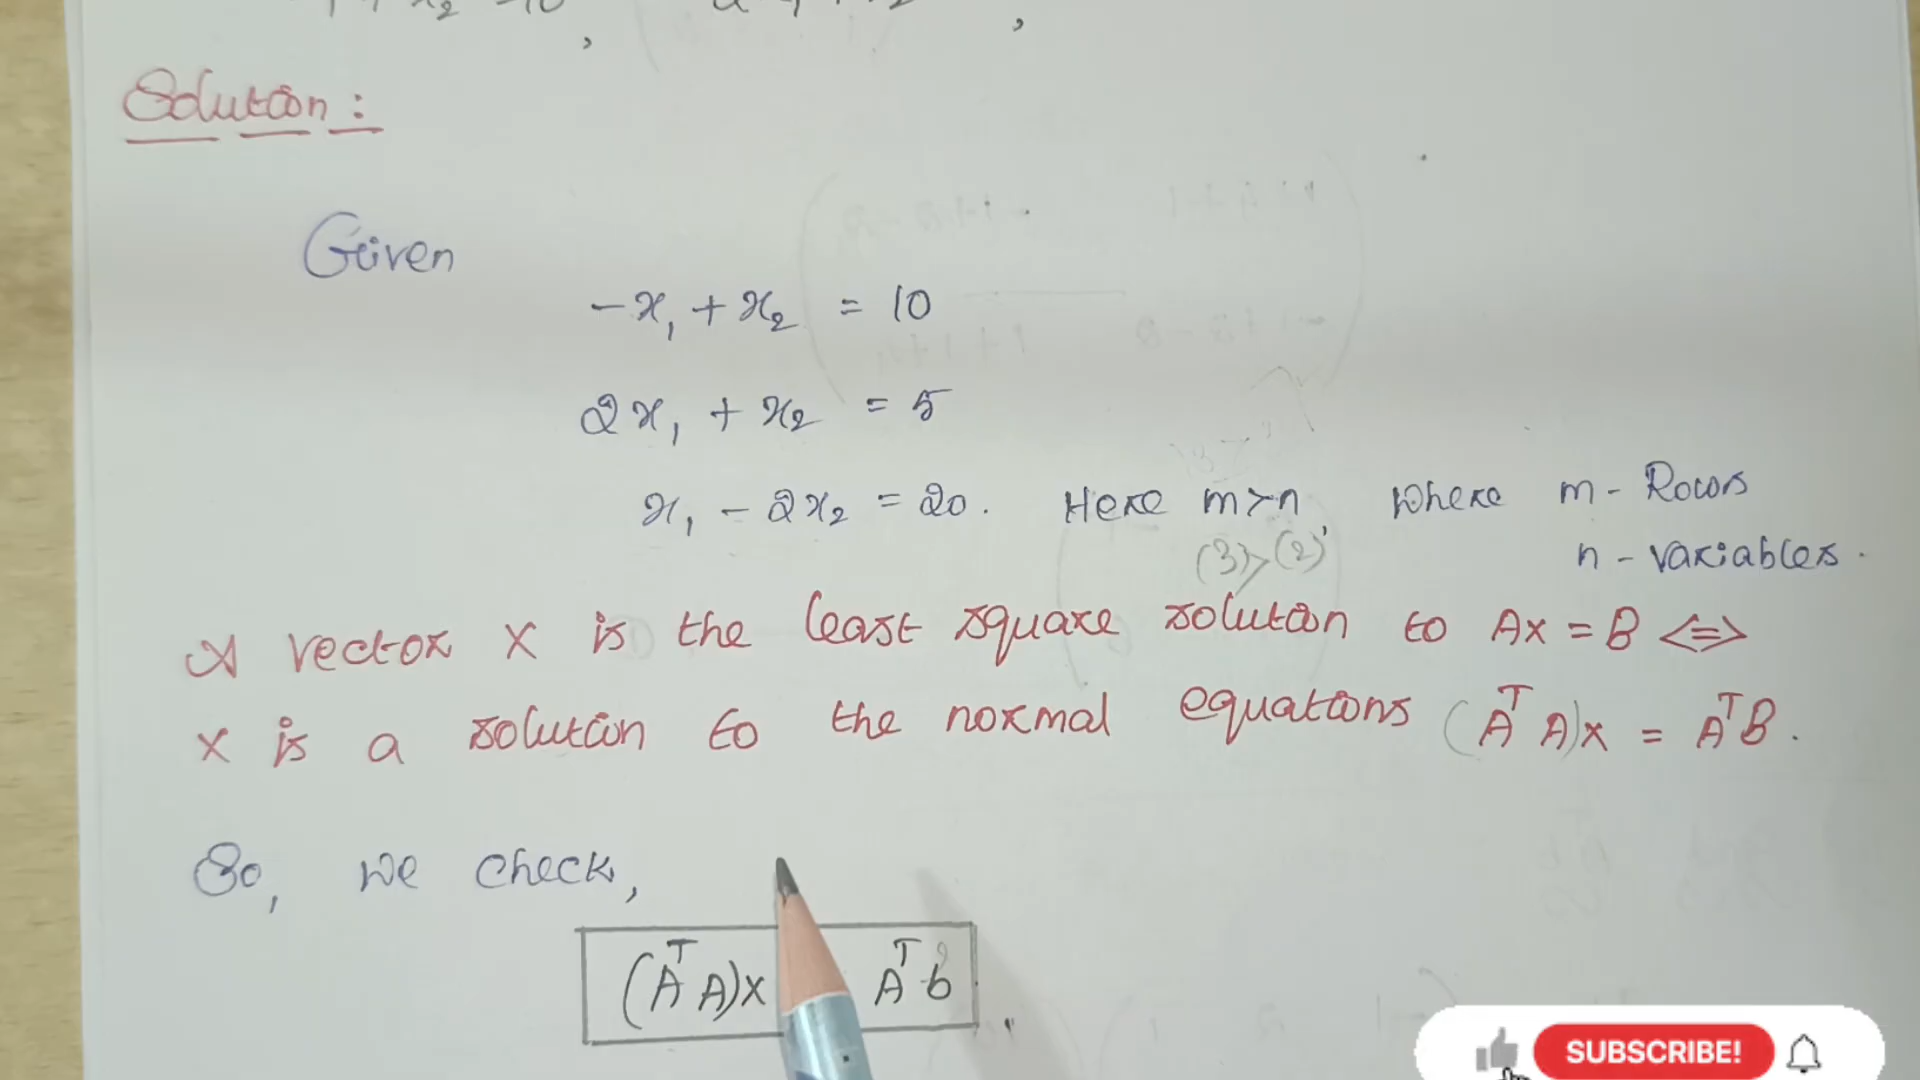 Solution:
Given
-x₁ + x₂ = 10
2x₁ + x₂ = 5
x₁ - 2x₂ = 20. Here m>n, where m - Rows
(3)>(2) n - variables.
A vector X is the least square solution to Ax = B <=>
X is a solution to the normal equations (AᵀA)x = AᵀB.
So, we check,
(AᵀA)x Aᵀb
SUBSCRIBE!